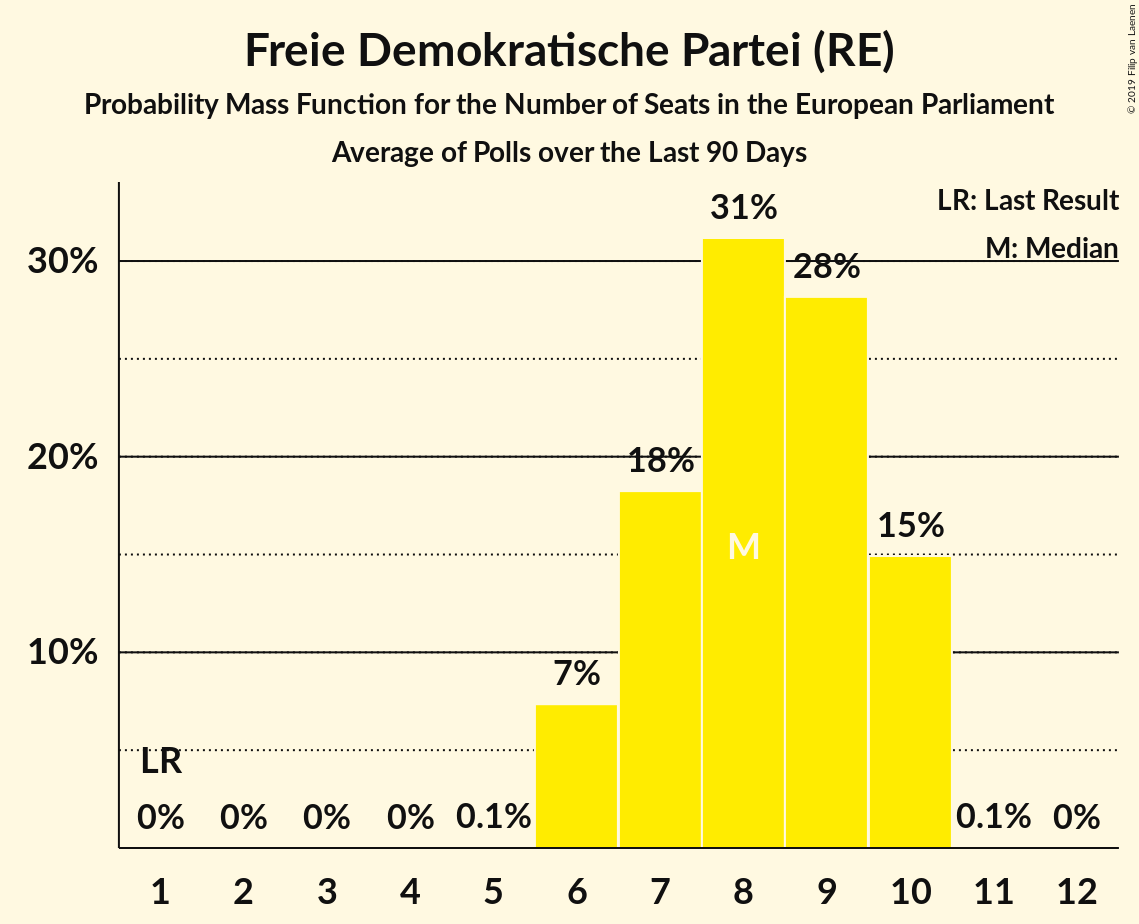 Freie Demokratische Partei (RE)
Probability Mass Function for the Number of Seats in the European Parliament
Average of Polls over the Last 90 Days
© 2019 Filip van Laenen
LR: Last Result
M: Median
31%
30%
28%
20%
18%
15%
M
10%
7%
LR
0% 0% 0% 0% 0.1% 0.1% 0%
1 2 3 4 5 6 7 8 9 10 11 12